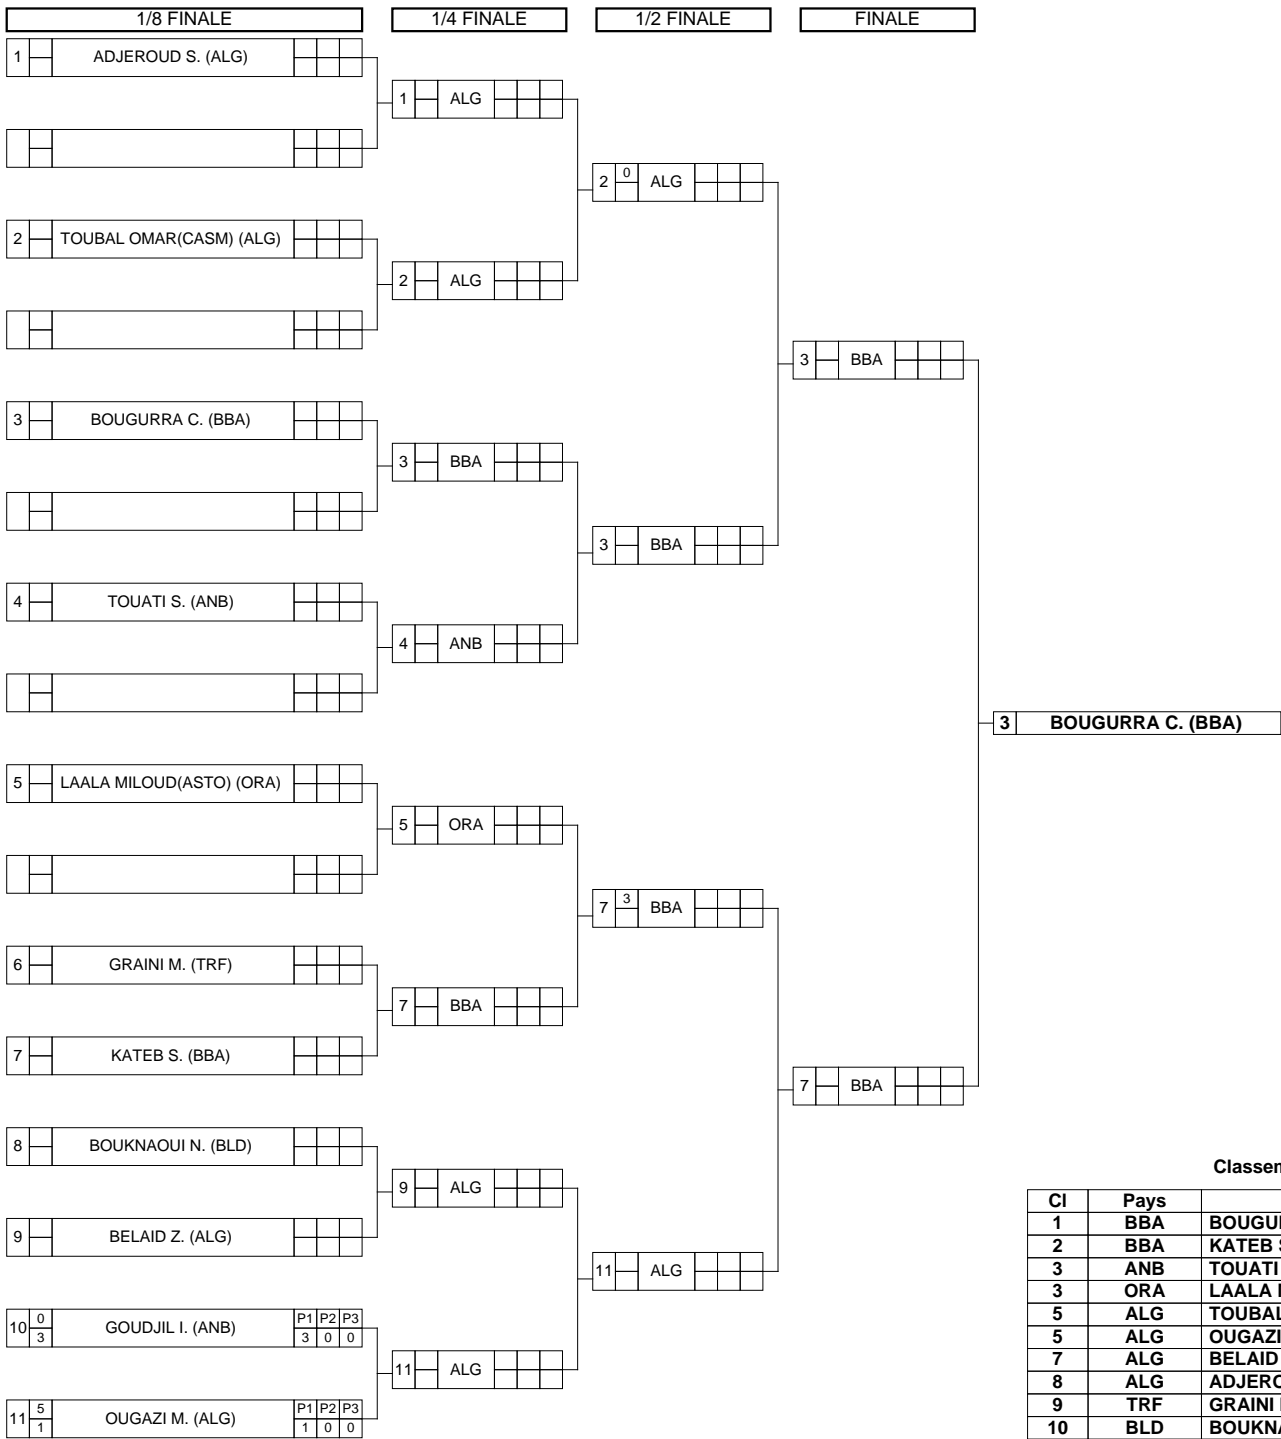 1/8 FINALE 1/4 FINALE 1/2 FINALE FINALE
1 ADJEROUD S. (ALG)
1 ALG
2 0 ALG
2 TOUBAL OMAR(CASM) (ALG)
2 ALG
3 BBA
3 BOUGURRA C. (BBA)
3 BBA
3 BBA
4 TOUATI S. (ANB)
4 ANB
3 BOUGURRA C. (BBA)
5 LAALA MILOUD(ASTO) (ORA)
5 ORA
7 3 BBA
6 GRAINI M. (TRF)
7 BBA
7 KATEB S. (BBA)
7 BBA
8 BOUKNAOUI N. (BLD)
9 ALG
9 BELAID Z. (ALG)
11 ALG
10 0 3 GOUDJIL I. (ANB) P1 P2 P3
3 0 0
11 ALG
11 5 1 OUGAZI M. (ALG) P1 P2 P3
1 0 0
Cl Pays
1 BBA
2 BBA KATEB
3 ANB TOUATI
3 ORA LAALA
5 ALG TOUBAL
5 ALG OUGAZI
7 ALG BELAID
8 ALG
9 TRF GRAINI
10 BLD